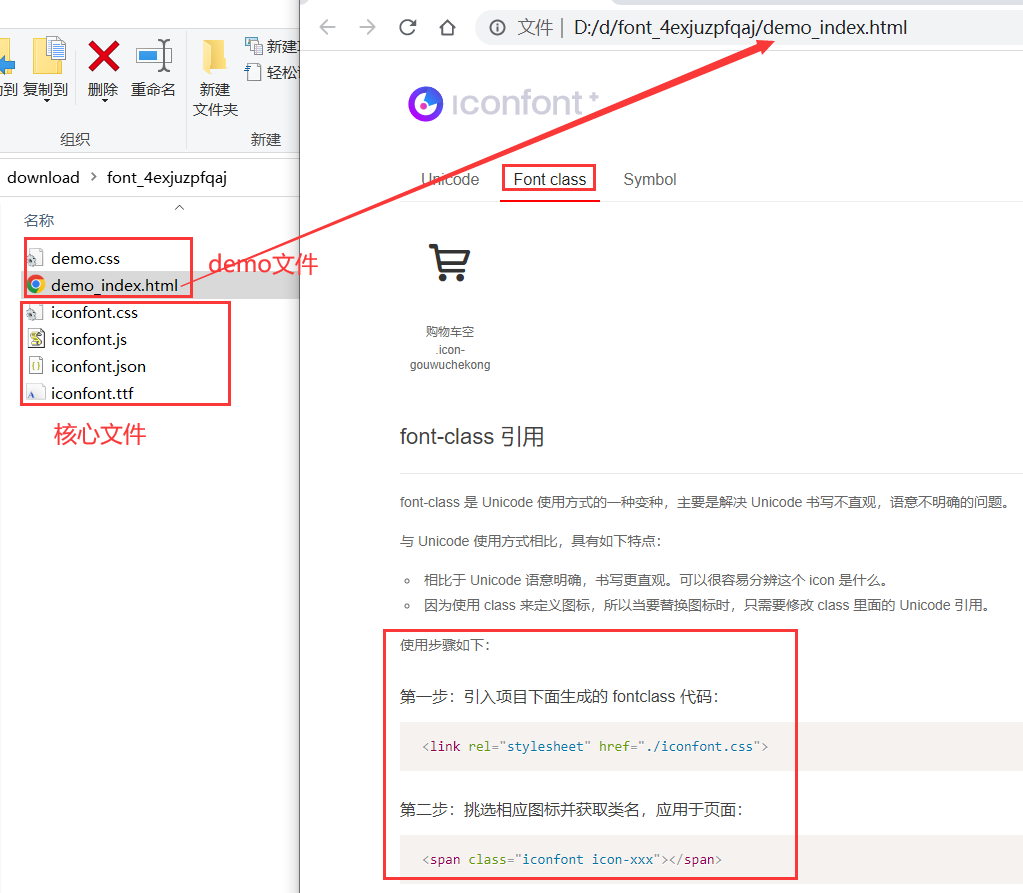 文件 | D:/d/font_4exjuzpfqaj/demo_index.html
到 复制到 删除 重命名 新建
文件夹
新建
轻松
组织 新建
download > font_4exjuzpfqaj
名称
demo.css
demo_index.html
iconfont.css
iconfont.js
iconfont.json
iconfont.ttf
demo文件
核心文件
iconfont+
Unicode Font class Symbol
购物车空
.icon-
gouwuchekong
font-class 引用
font-class 是 Unicode 使用方式的一种变种，主要是解决 Unicode 书写不直观，语意不明确的问题。
与 Unicode 使用方式相比，具有如下特点：
相比于 Unicode 语意明确，书写更直观。可以很容易分辨这个 icon 是什么。
因为使用 class 来定义图标，所以当要替换图标时，只需要修改 class 里面的 Unicode 引用。
使用步骤如下：
第一步：引入项目下面生成的 fontclass 代码：
<link rel="stylesheet" href="./iconfont.css">
第二步：挑选相应图标并获取类名，应用于页面：
<span class="iconfont icon-xxx"></span>